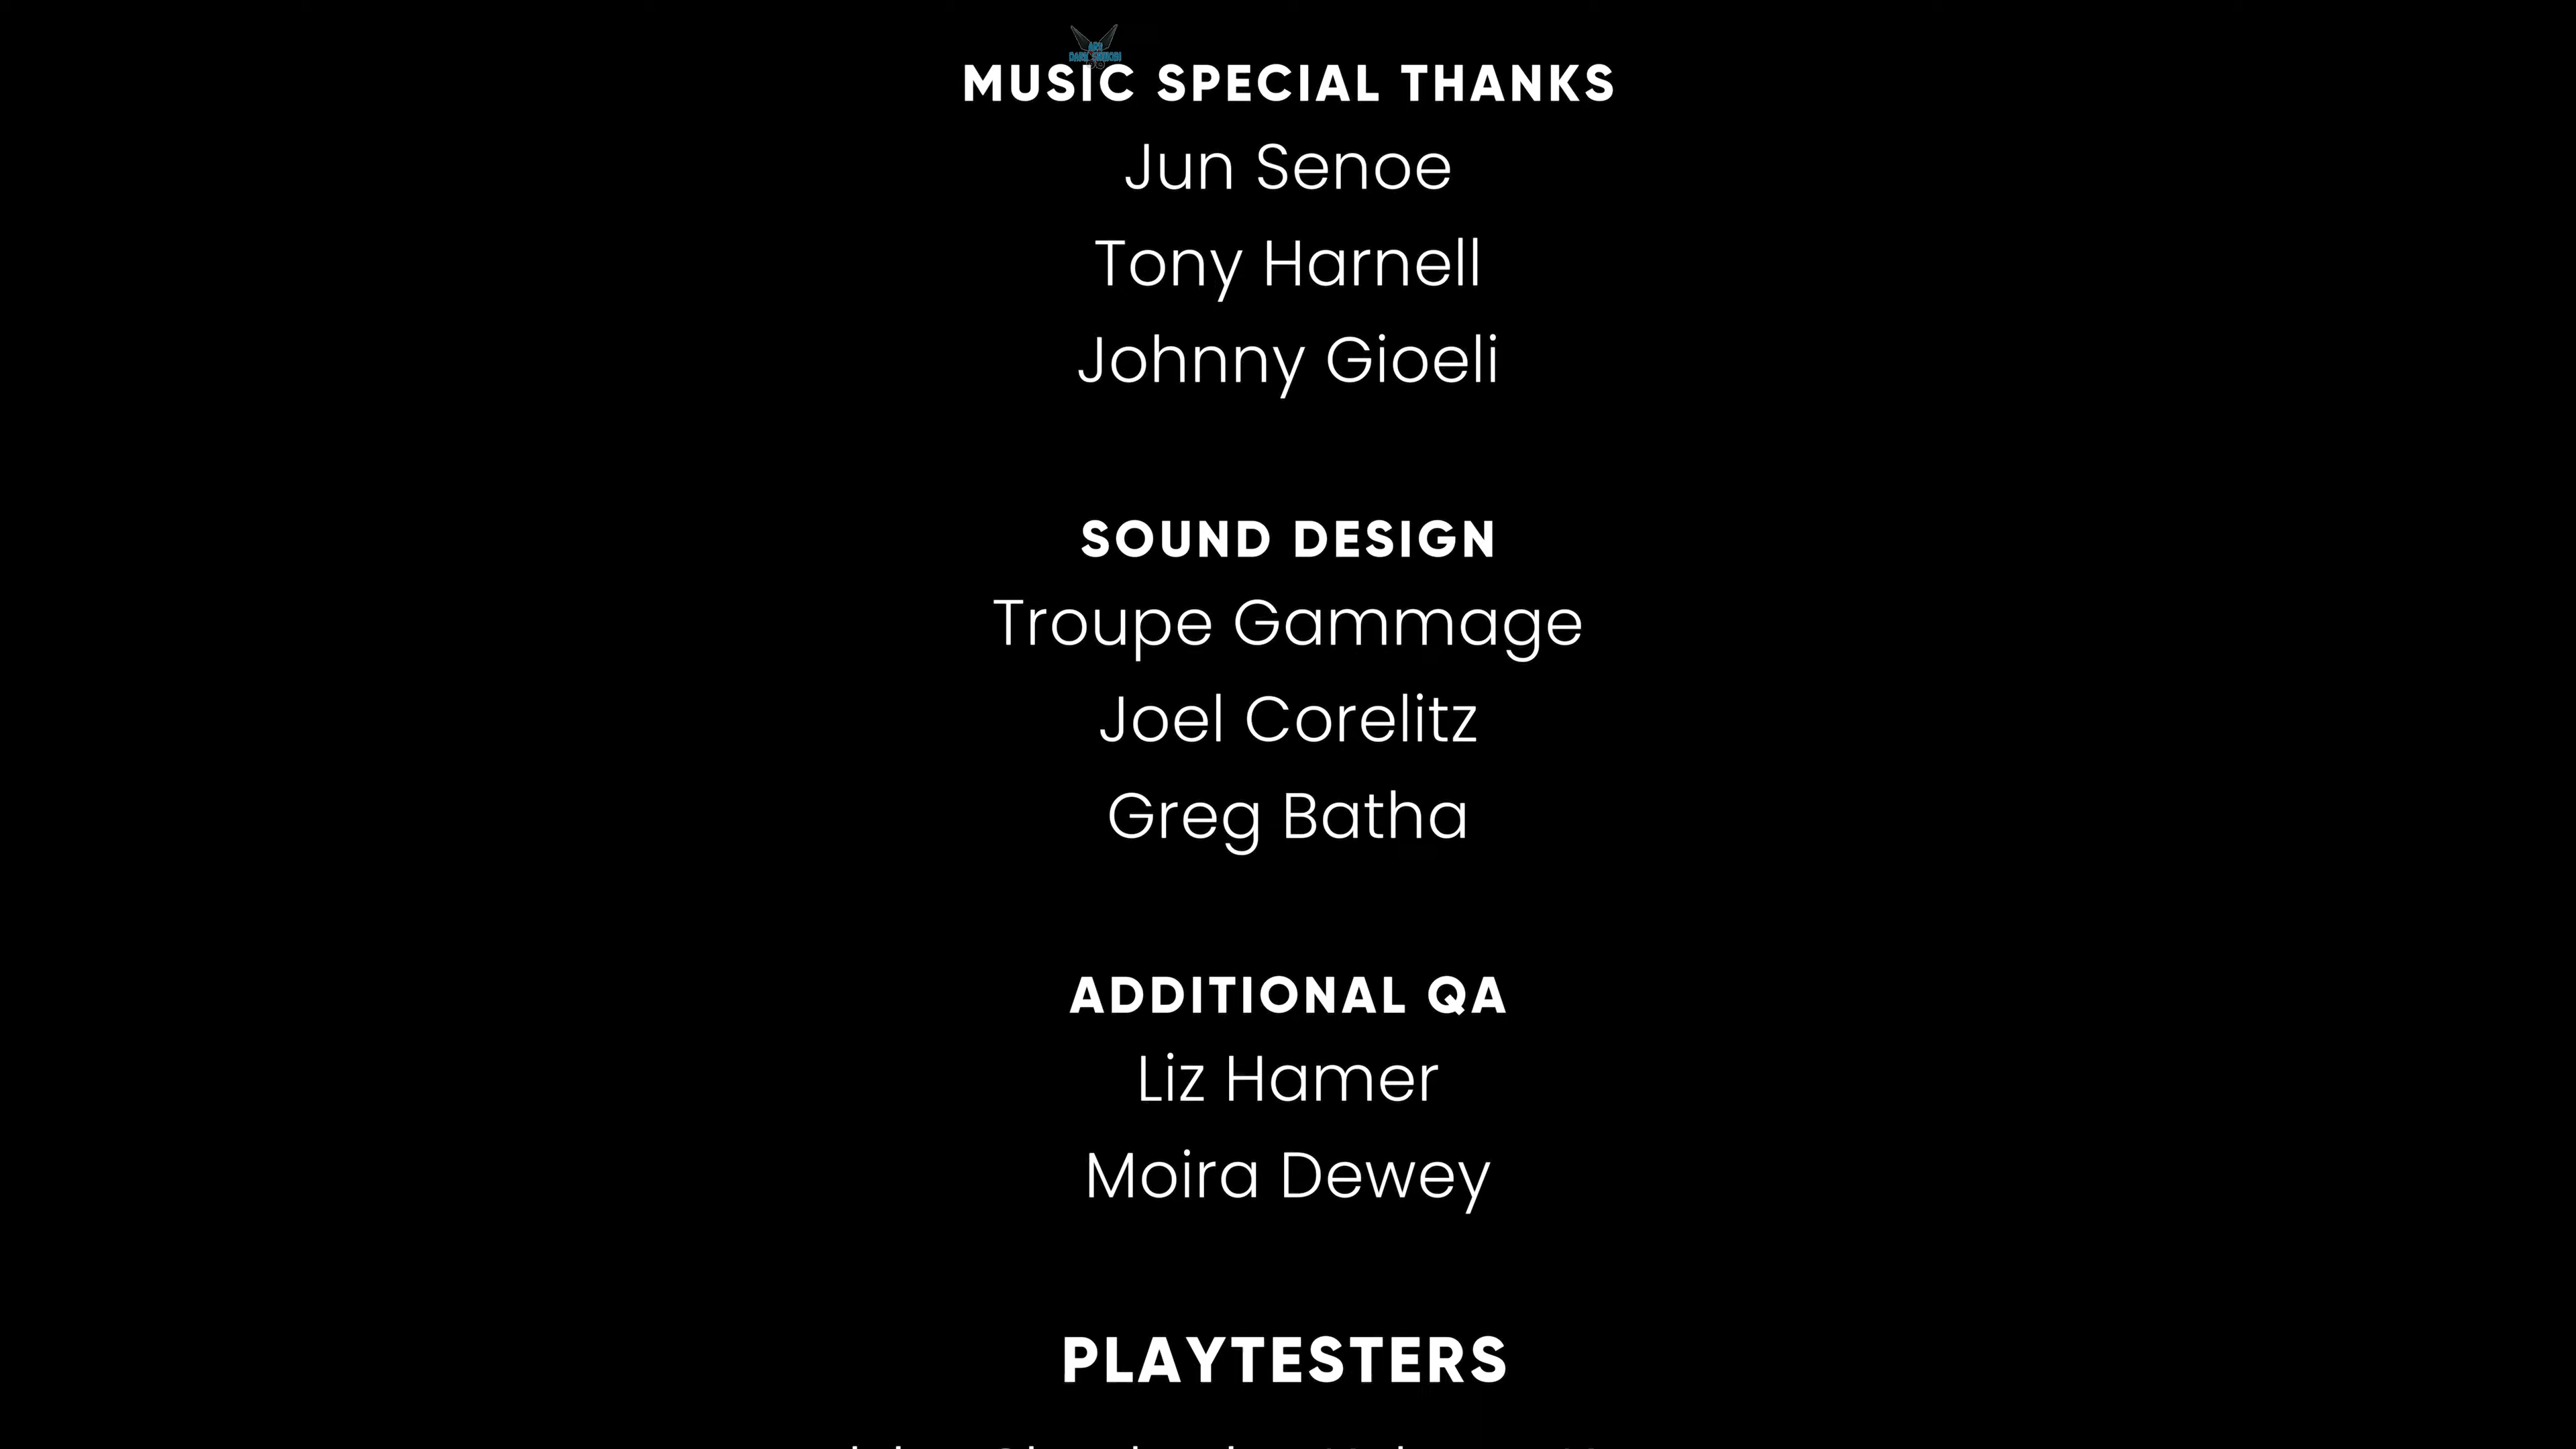 MUSIC SPECIAL THANKS
Jun Senoe
Tony Harnell
Johnny Gioeli
SOUND DESIGN
Troupe Gammage
Joel Corelitz
Greg Batha
ADDITIONAL QA
Liz Hamer
Moira Dewey
PLAYTESTERS